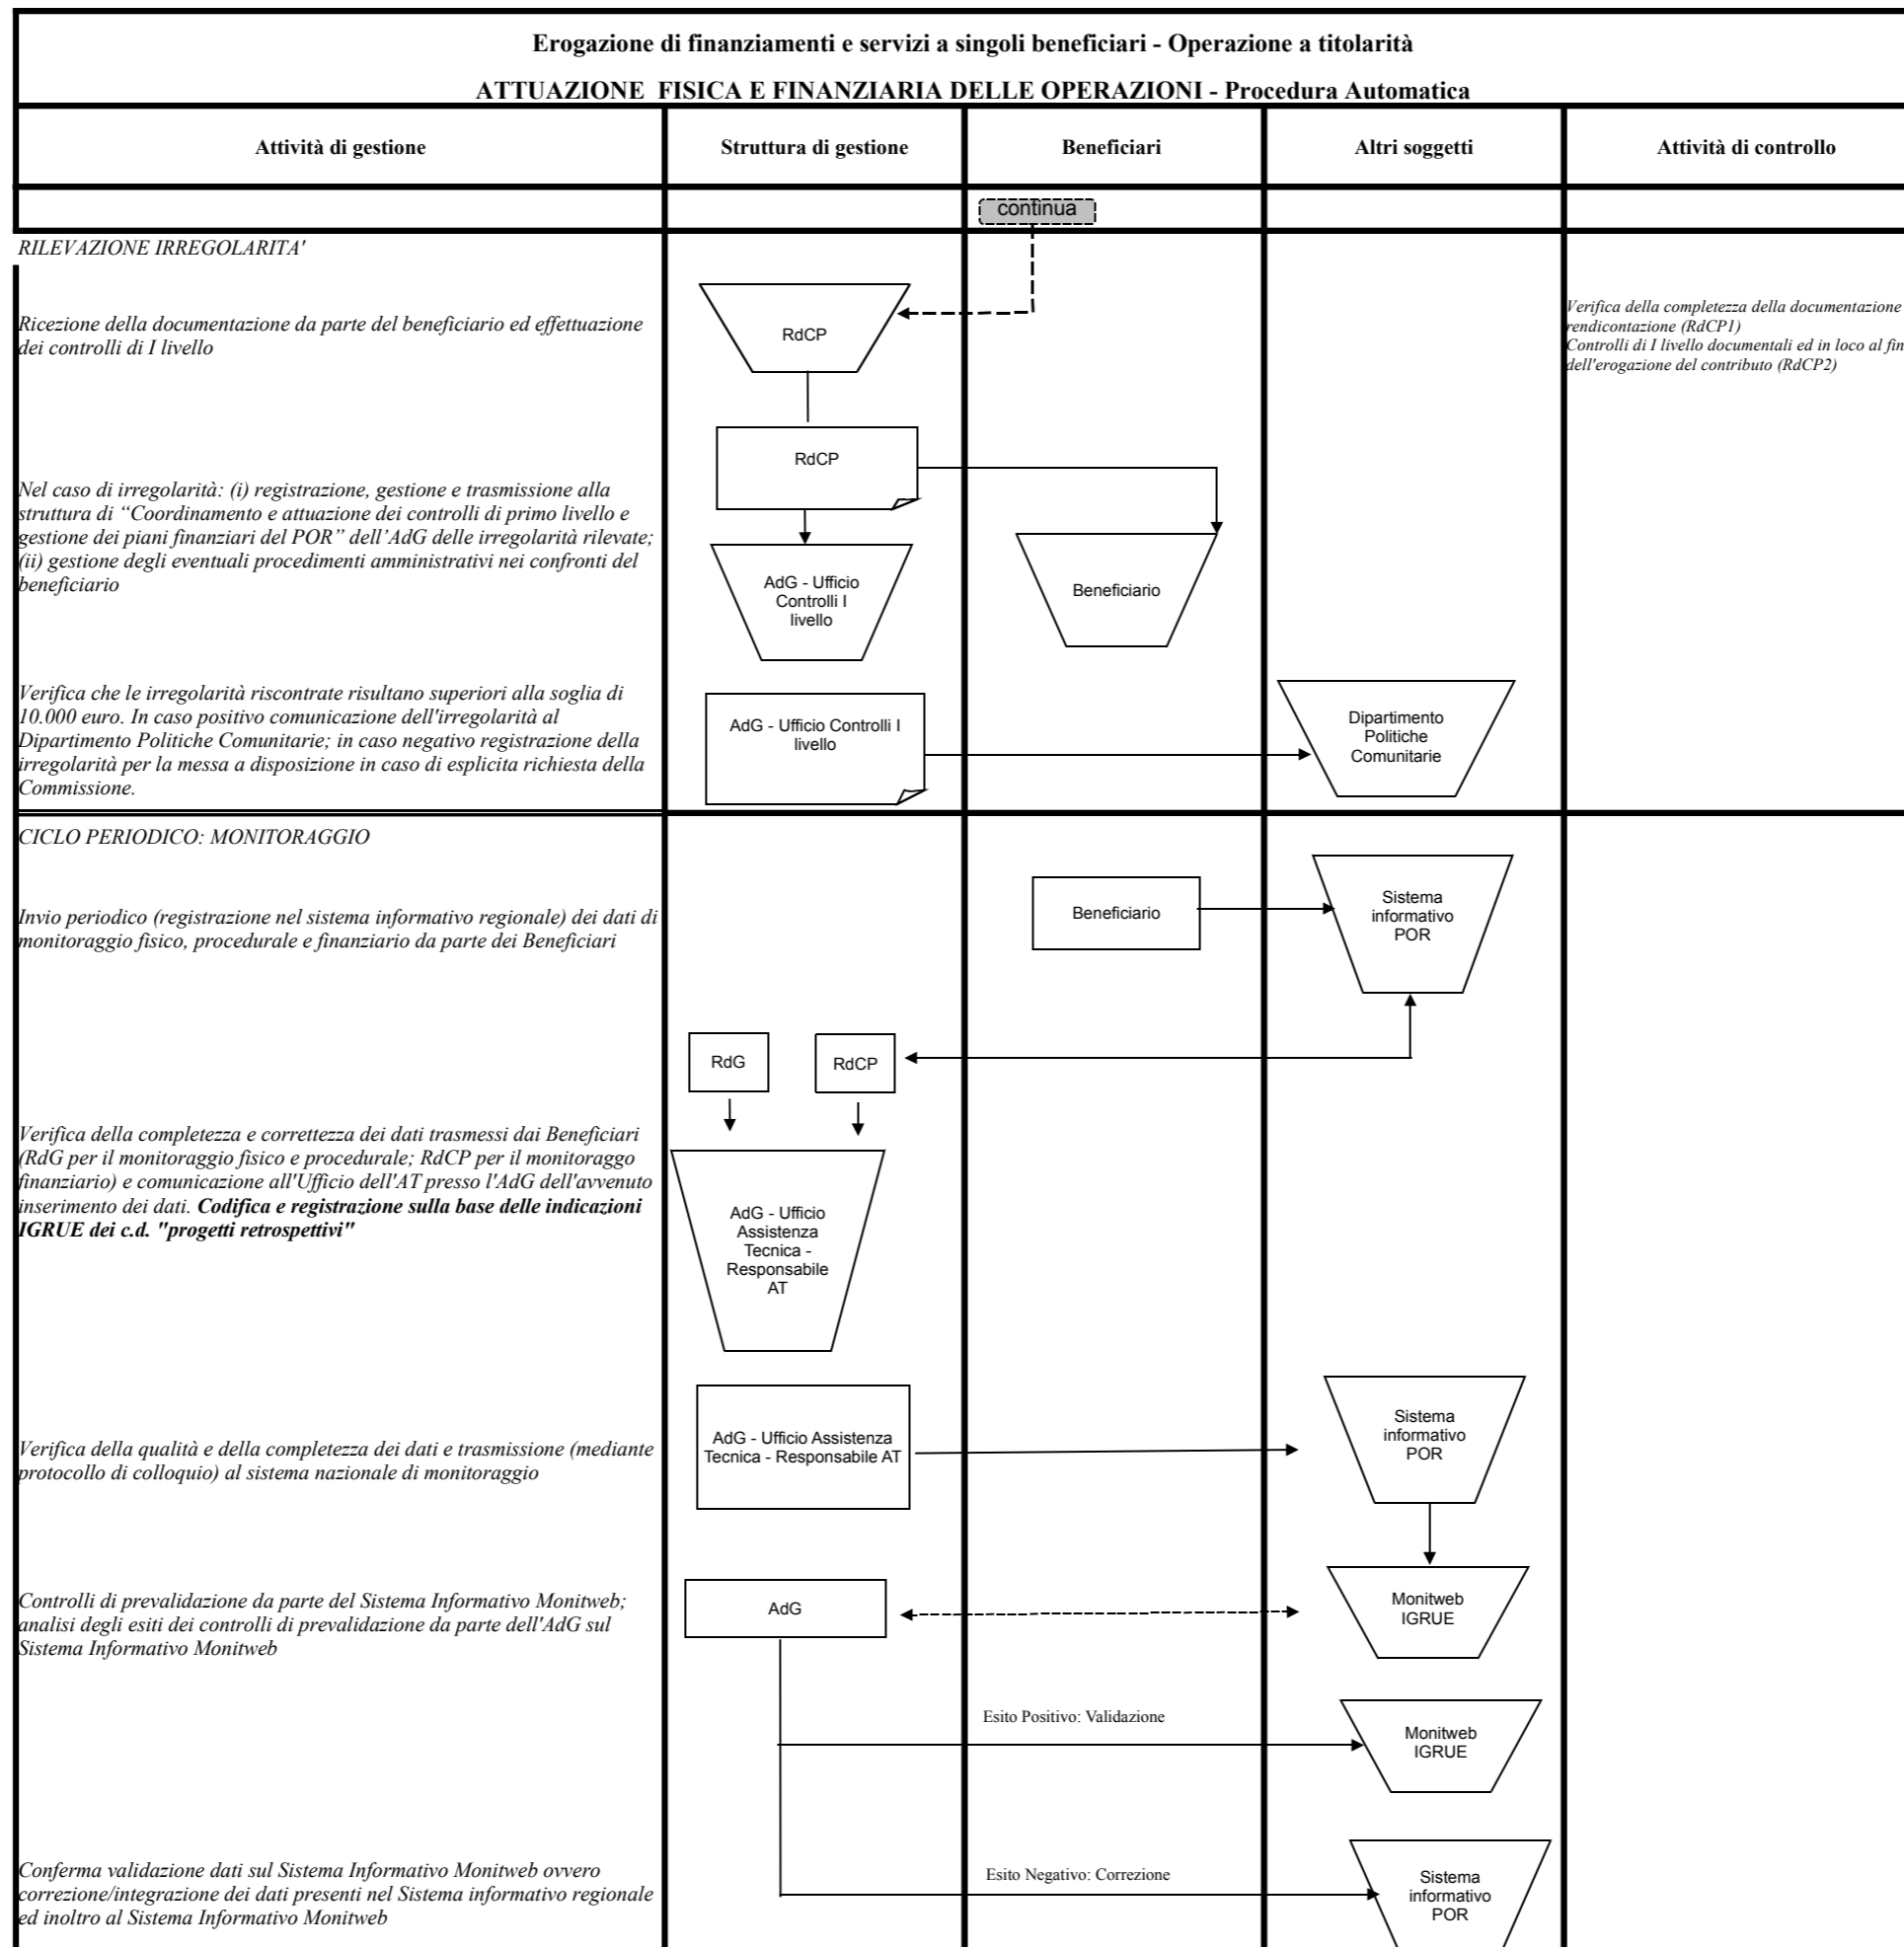 Erogazione di finanziamenti e servizi a singoli beneficiari - Operazione a titolarità
ATTUAZIONE FISICA E FINANZIARIA DELLE OPERAZIONI - Procedura Automatica
Attività di gestione
Struttura di gestione
Beneficiari
Altri soggetti
Attività di controllo
continua
RILEVAZIONE IRREGOLARITA'
Ricezione della documentazione da parte del beneficiario ed effettuazione
dei controlli di I livello
RdCP
Verifica della completezza della documentazione
rendicontazione (RdCP1)
Controlli di I livello documentali ed in loco al fin
dell'erogazione del contributo (RdCP2)
RdCP
Nel caso di irregolarità: (i) registrazione, gestione e trasmissione alla
struttura di “Coordinamento e attuazione dei controlli di primo livello e
gestione dei piani finanziari del POR” dell’AdG delle irregolarità rilevate;
(ii) gestione degli eventuali procedimenti amministrativi nei confronti del
beneficiario
AdG - Ufficio
Controlli I
livello
Beneficiario
Verifica che le irregolarità riscontrate risultano superiori alla soglia di
10.000 euro. In caso positivo comunicazione dell'irregolarità al
Dipartimento Politiche Comunitarie; in caso negativo registrazione della
irregolarità per la messa a disposizione in caso di esplicita richiesta della
Commissione.
AdG - Ufficio Controlli I
livello
Dipartimento
Politiche
Comunitarie
CICLO PERIODICO: MONITORAGGIO
Invio periodico (registrazione nel sistema informativo regionale) dei dati di
monitoraggio fisico, procedurale e finanziario da parte dei Beneficiari
Beneficiario
Sistema
informativo
POR
RdG
RdCP
Verifica della completezza e correttezza dei dati trasmessi dai Beneficiari
(RdG per il monitoraggio fisico e procedurale; RdCP per il monitoraggo
finanziario) e comunicazione all'Ufficio dell'AT presso l'AdG dell'avvenuto
inserimento dei dati. Codifica e registrazione sulla base delle indicazioni
IGRUE dei c.d. "progetti retrospettivi"
AdG - Ufficio
Assistenza
Tecnica -
Responsabile
AT
Verifica della qualità e della completezza dei dati e trasmissione (mediante
protocollo di colloquio) al sistema nazionale di monitoraggio
AdG - Ufficio Assistenza
Tecnica - Responsabile AT
Sistema
informativo
POR
Controlli di prevalidazione da parte del Sistema Informativo Monitweb;
analisi degli esiti dei controlli di prevalidazione da parte dell'AdG sul
Sistema Informativo Monitweb
AdG
Monitweb
IGRUE
Esito Positivo: Validazione
Monitweb
IGRUE
Conferma validazione dati sul Sistema Informativo Monitweb ovvero
correzione/integrazione dei dati presenti nel Sistema informativo regionale
ed inoltro al Sistema Informativo Monitweb
Esito Negativo: Correzione
Sistema
informativo
POR